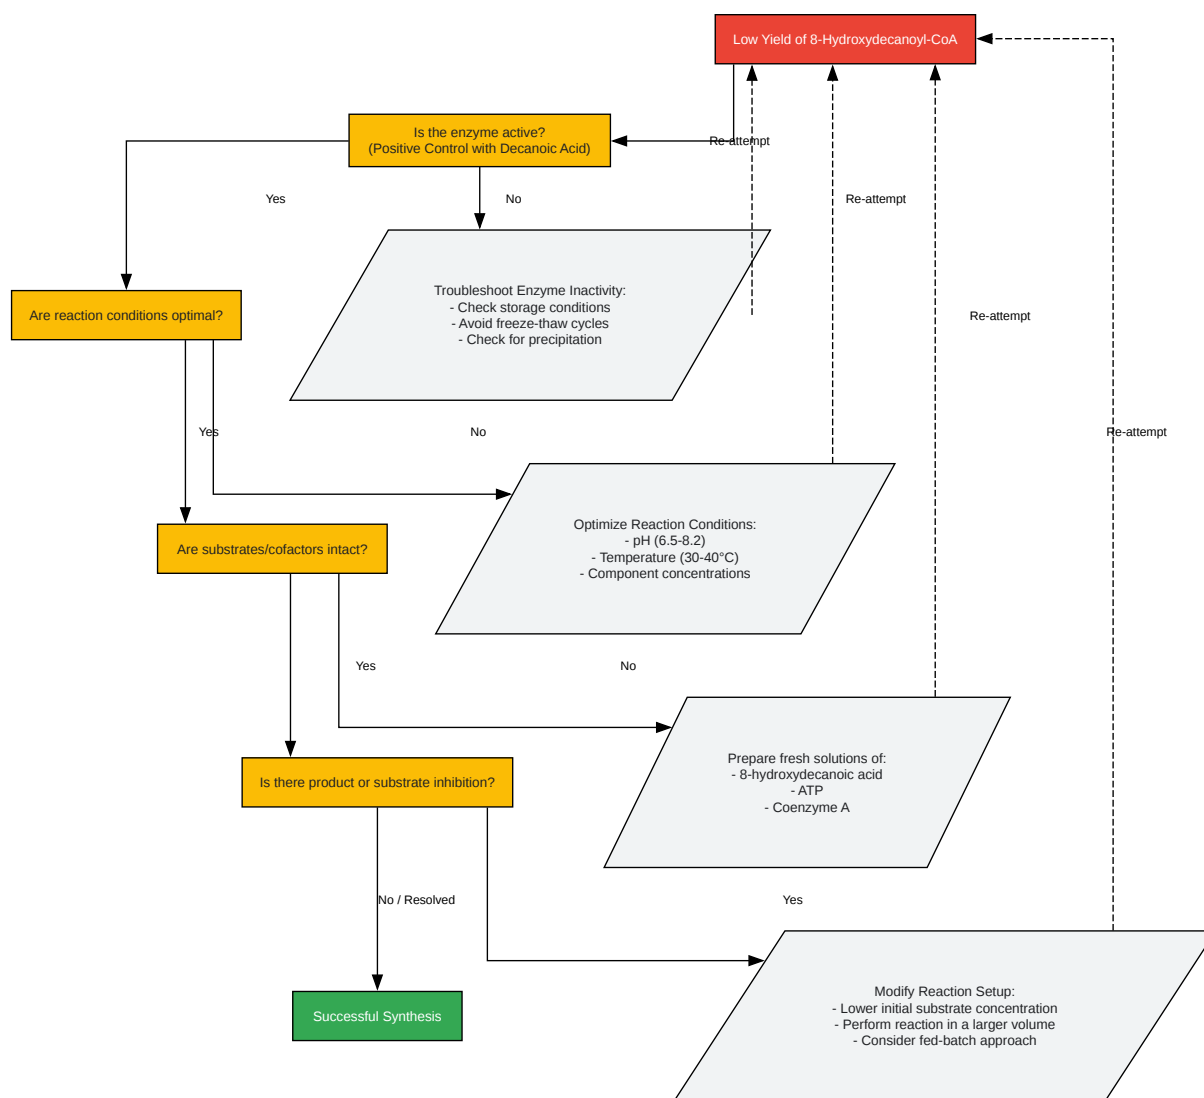 Low Yield of 8-Hydroxydecanoyl-CoA
Is the enzyme active?
(Positive Control with Decanoic Acid)
Re-attempt
Yes
No
Re-attempt
Troubleshoot Enzyme Inactivity:
- Check storage conditions
- Avoid freeze-thaw cycles
- Check for precipitation
Are reaction conditions optimal?
Re-attempt
Yes
No
Re-attempt
Optimize Reaction Conditions:
- pH (6.5-8.2)
- Temperature (30-40°C)
- Component concentrations
Are substrates/cofactors intact?
Yes
No
Prepare fresh solutions of:
- 8-hydroxydecanoic acid
- ATP
- Coenzyme A
Is there product or substrate inhibition?
No / Resolved
Yes
Modify Reaction Setup:
- Lower initial substrate concentration
- Perform reaction in a larger volume
- Consider fed-batch approach
Successful Synthesis